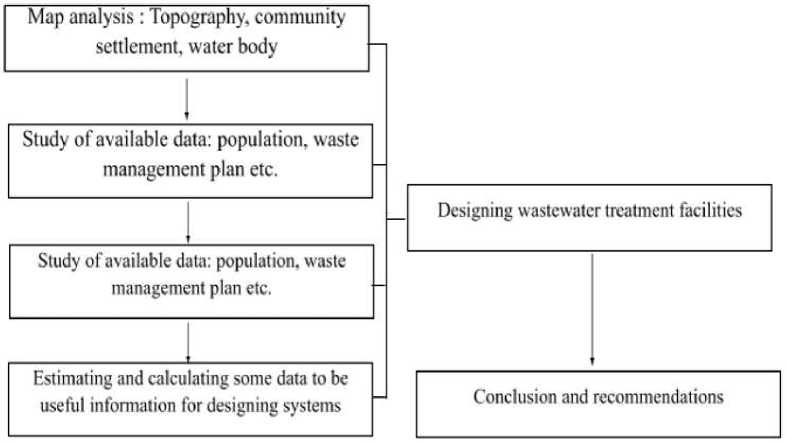 Map analysis : Topography, community
settlement, water body
Study of available data: population, waste
management plan etc.
Study of available data: population, waste
management plan etc.
Estimating and calculating some data to be
useful information for designing systems
Designing wastewater treatment facilities
Conclusion and recommendations